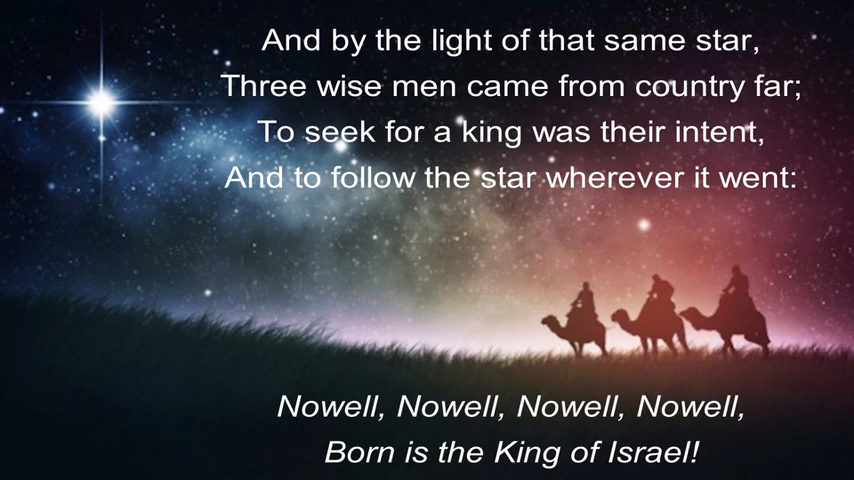 And by the light of that same star,
Three wise men came from country far;
To seek for a king was their intent,
And to follow the star wherever it went:
Nowell, Nowell, Nowell, Nowell,
Born is the King of Israel!